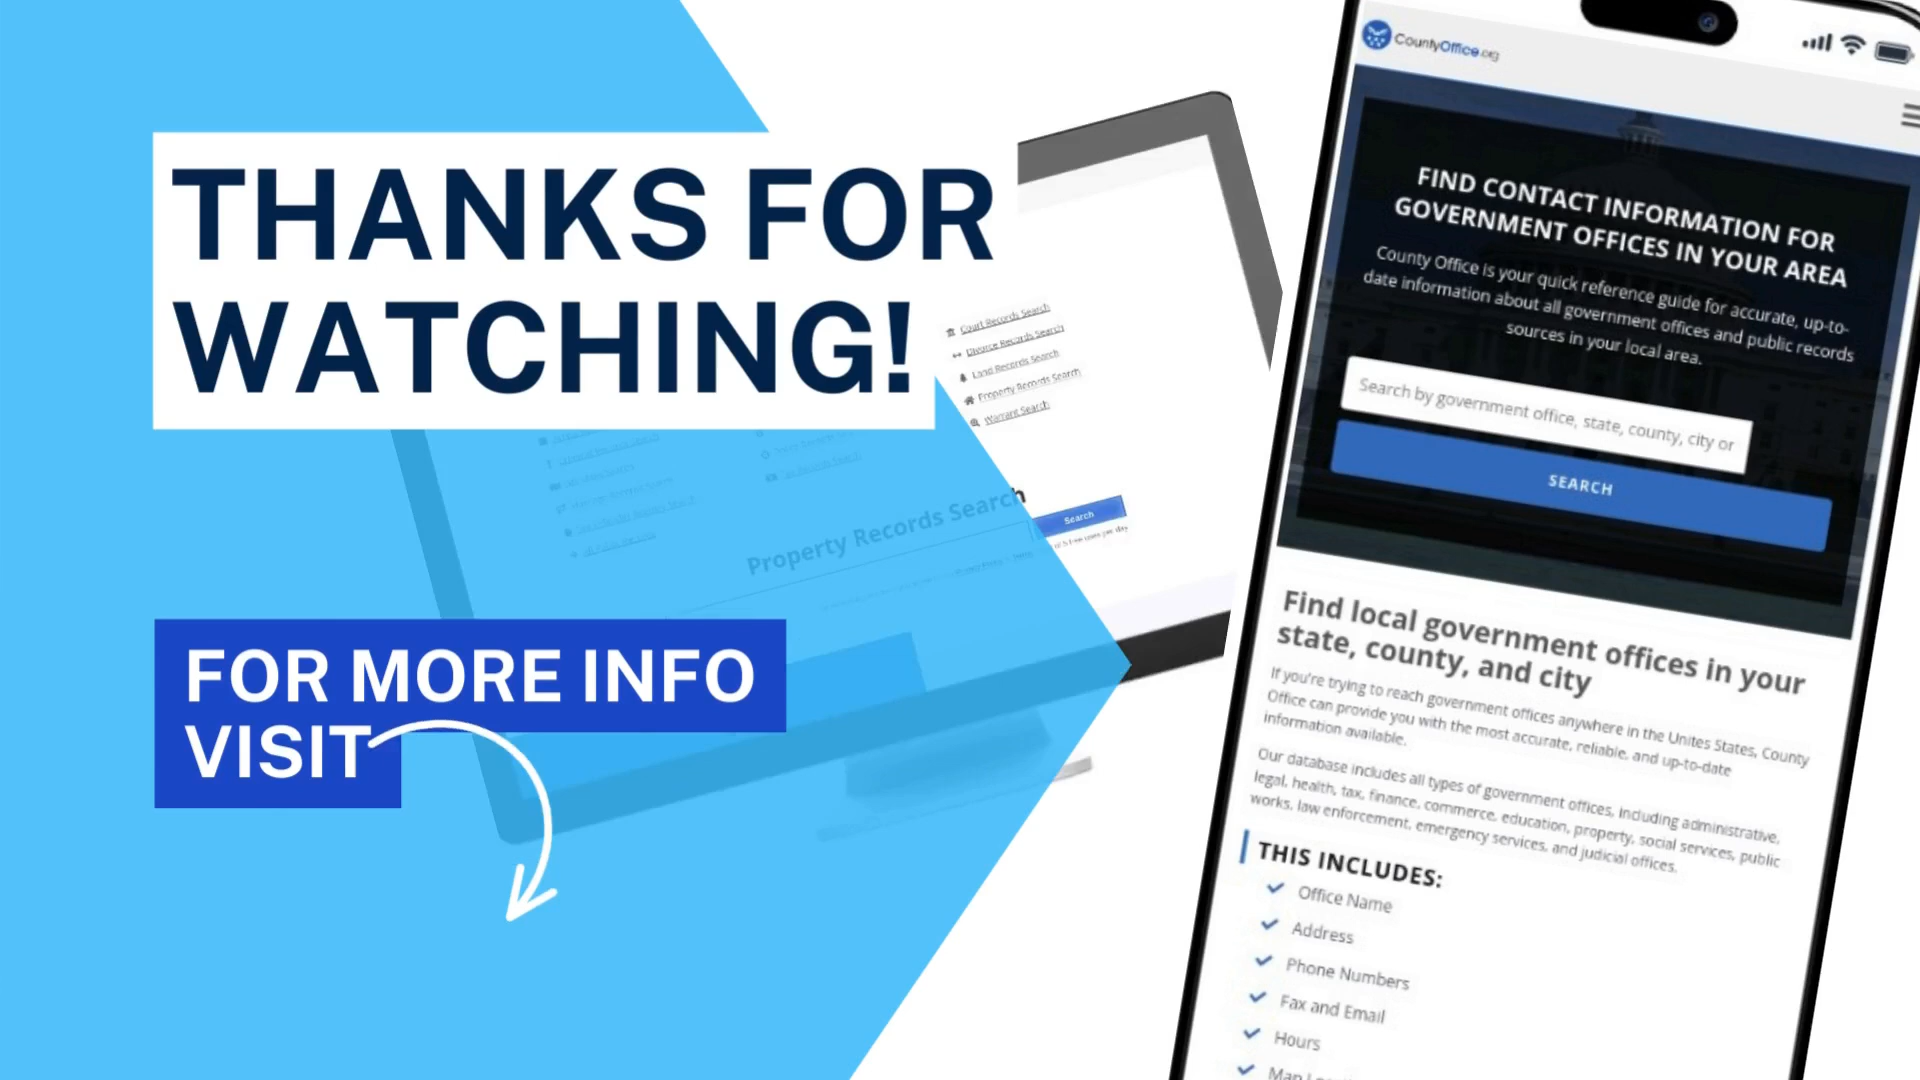 THANKS FOR
WATCHING!
FOR MORE INFO
VISIT
Court Records Search
Divorce Records Search
Land Records Search
Property Records Search
Warrant Search
Property Records Search
Search
CountyOffice.org
FIND CONTACT INFORMATION FOR
GOVERNMENT OFFICES IN YOUR AREA
County Office is your quick reference guide for accurate, up-to-
date information about all government offices and public records
sources in your local area.
Search by government office, state, county, city or
SEARCH
Find local government offices in your
state, county, and city
If you're trying to reach government offices anywhere in the Unites States, County
Office can provide you with the most accurate, reliable, and up-to-date
information available.
Our database includes all types of government offices, including administrative,
legal, health, tax, finance, commerce, education, property, social services, public
works, law enforcement, emergency services, and judicial offices.
THIS INCLUDES:
Office Name
Address
Phone Numbers
Fax and Email
Hours